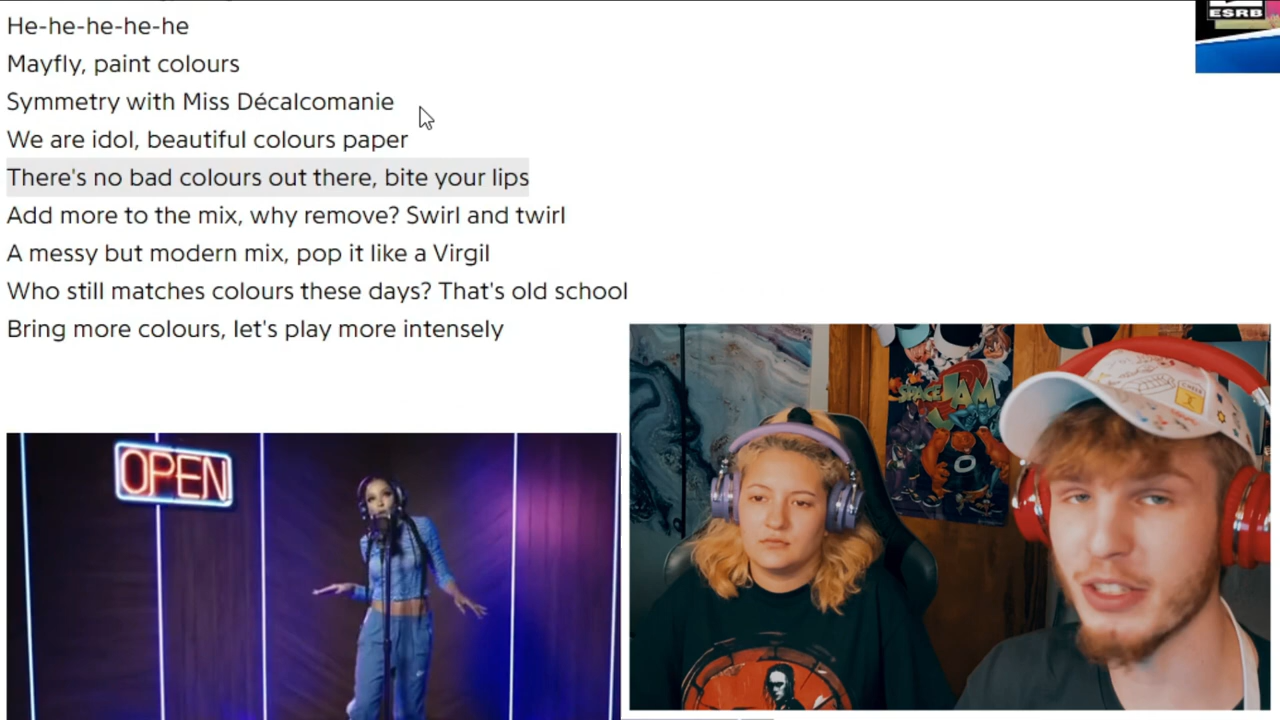 He-he-he-he-he
Mayfly, paint colours
Symmetry with Miss Décalcomanie
We are idol, beautiful colours paper
There's no bad colours out there, bite your lips
Add more to the mix, why remove? Swirl and twirl
A messy but modern mix, pop it like a Virgil
Who still matches colours these days? That's old school
Bring more colours, let's play more intensely
ESRB
OPEN
SPACE JAM